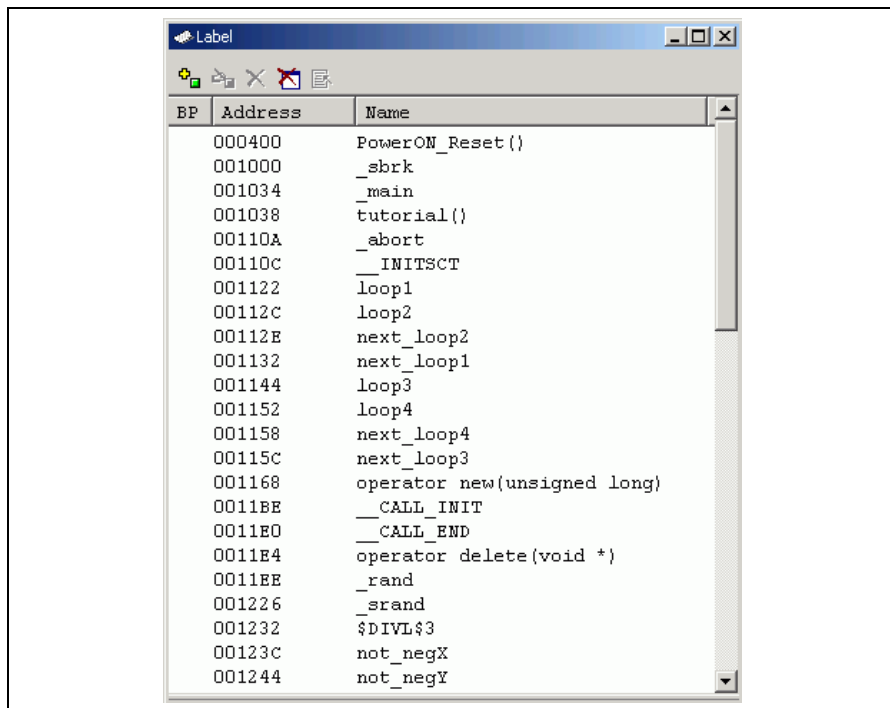 Label
BP Address Name
000400 PowerON_Reset()
001000 _sbrk
001034 _main
001038 tutorial()
00110A _abort
00110C __INITSCT
001122 loop1
00112C loop2
00112E next_loop2
001132 next_loop1
001144 loop3
001152 loop4
001158 next_loop4
00115C next_loop3
001168 operator new(unsigned long)
0011BE __CALL_INIT
0011E0 __CALL_END
0011E4 operator delete(void *)
0011EE _rand
001226 _srand
001232 $DIVL$3
00123C not_negX
001244 not_negY